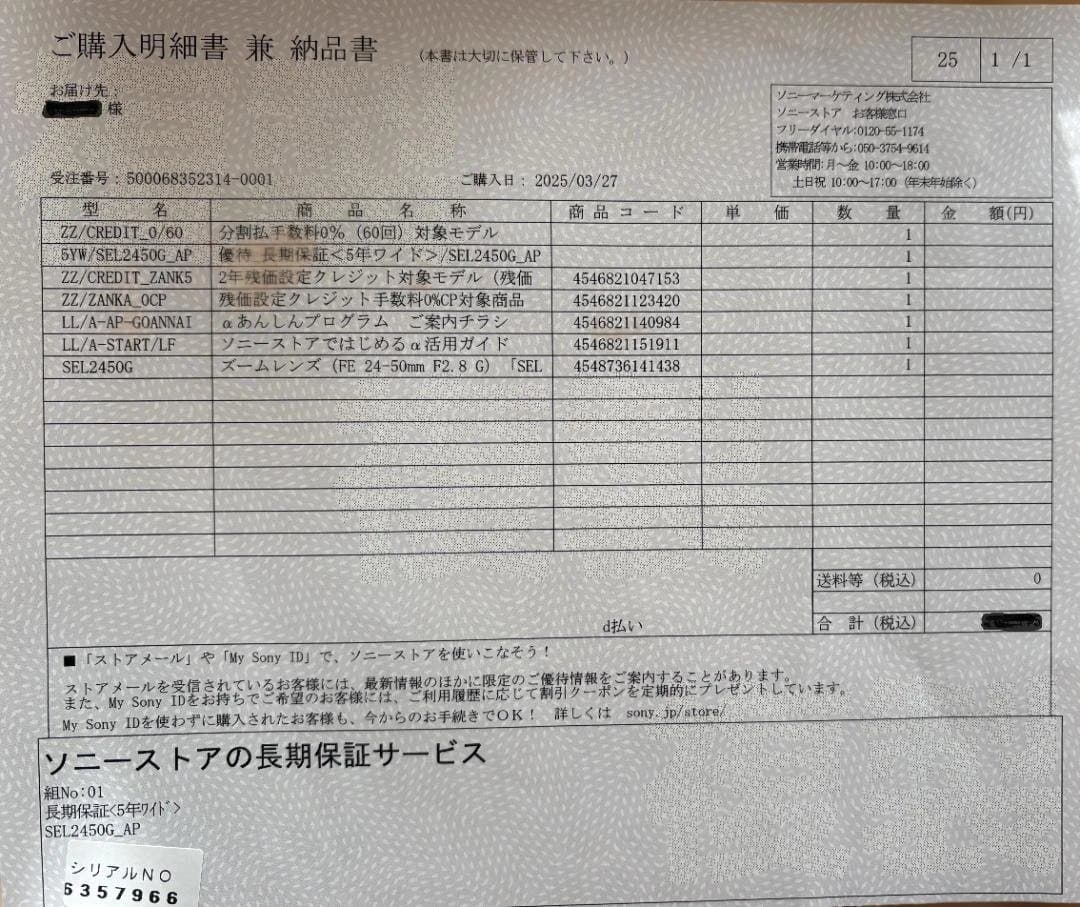 ご購入明細書 兼 納品書 （本書は大切に保管して下さい。）
25 1 /1
お届け先：
様
ソニーマーケティング株式会社
ソニーストア お客様窓口
フリーダイヤル:0120-55-1174
携帯電話等から:050-3754-9614
営業時間:月～金 10:00～18:00
土日祝 10:00～17:00（年末年始除く）
受注番号：500068352314-0001 ご購入日：2025/03/27
型 名 商 品 名 称 商品コード 単 価 数 量 金 額(円)
ZZ/CREDIT_0/60 分割払手数料0%（60回）対象モデル 1
5YW/SEL2450G_AP 優待 長期保証<5年ワイド>/SEL2450G_AP 1
ZZ/CREDIT_ZANK5 2年残価設定クレジット対象モデル（残価 4546821047153 1
ZZ/ZANKA_0CP 残価設定クレジット手数料0%CP対象商品 4546821123420 1
LL/A-AP-GOANNAI αあんしんプログラム ご案内チラシ 4546821140984 1
LL/A-START/LF ソニーストアではじめるα活用ガイド 4546821151911 1
SEL2450G ズームレンズ（FE 24-50mm F2.8 G）「SEL 4548736141438 1
送料等（税込） 0
d払い
合 計（税込）
■「ストアメール」や「My Sony ID」で、ソニーストアを使いこなそう！
ストアメールを受信されているお客様には、最新情報のほかに限定のご優待情報をご案内することがあります。
また、My Sony IDをお持ちでご希望のお客様には、ご利用履歴に応じて割引クーポンを定期的にプレゼントしています。
My Sony IDを使わずに購入されたお客様も、今からのお手続きでOK！ 詳しくは sony.jp/store/
ソニーストアの長期保証サービス
組No:01
長期保証<5年ﾜｲﾄﾞ>
SEL2450G_AP
シリアルNO
6357966